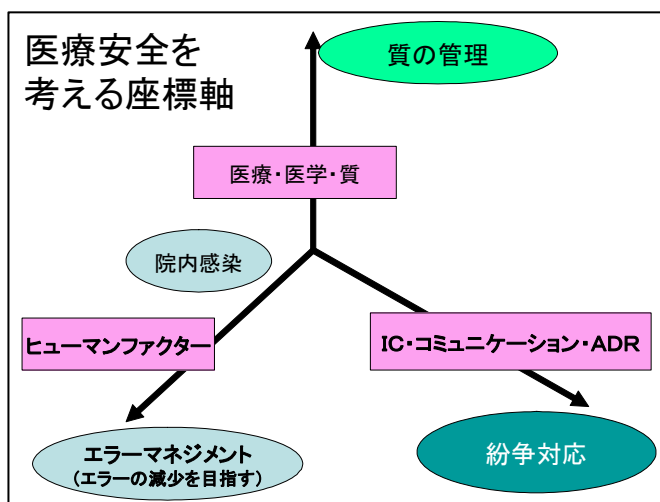 医療安全を
考える座標軸
質の管理
医療・医学・質
院内感染
ヒューマンファクター
IC・コミュニケーション・ADR
エラーマネジメント
(エラーの減少を目指す)
紛争対応